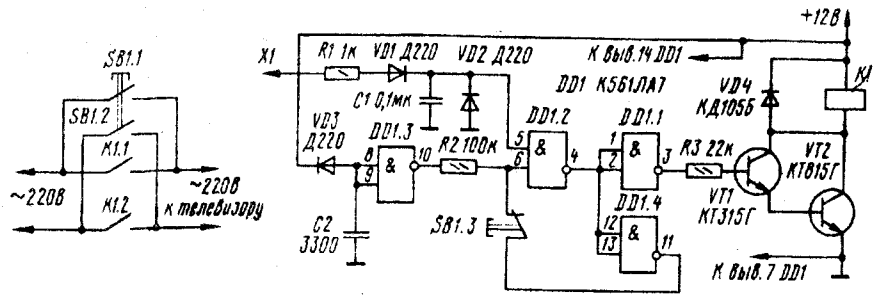 +12В
К выв. 14 DD1
X1
R1 1к
VD1 Д220
VD2 Д220
C1 0,1мк
DD1 К561ЛА7
VD4
КД105Б
K1
SB1.1
SB1.2
K1.1
K1.2
~220В
~220В
к телевизору
VD3
Д220
DD1.3
8
9
&
10
R2 100к
C2
3300
DD1.2
5
6
&
4
DD1.1
1
2
&
3
R3 22к
VT1
КТ315Г
VT2
КТ815Г
SB1.3
DD1.4
12
13
&
11
К выв. 7 DD1